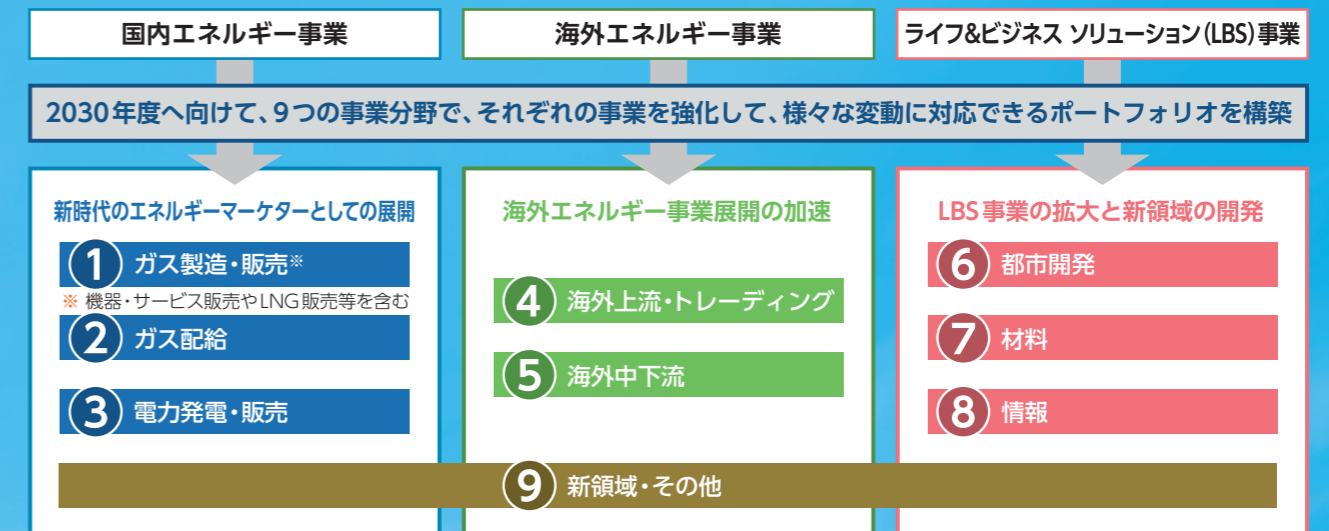 国内エネルギー事業
海外エネルギー事業
ライフ&ビジネス ソリューション(LBS)事業
2030年度へ向けて、9つの事業分野で、それぞれの事業を強化して、様々な変動に対応できるポートフォリオを構築
新時代のエネルギーマーケターとしての展開
1 ガス製造・販売※
※ 機器・サービス販売やLNG販売等を含む
2 ガス配給
3 電力発電・販売
海外エネルギー事業展開の加速
4 海外上流・トレーディング
5 海外中下流
LBS事業の拡大と新領域の開発
6 都市開発
7 材料
8 情報
9 新領域・その他